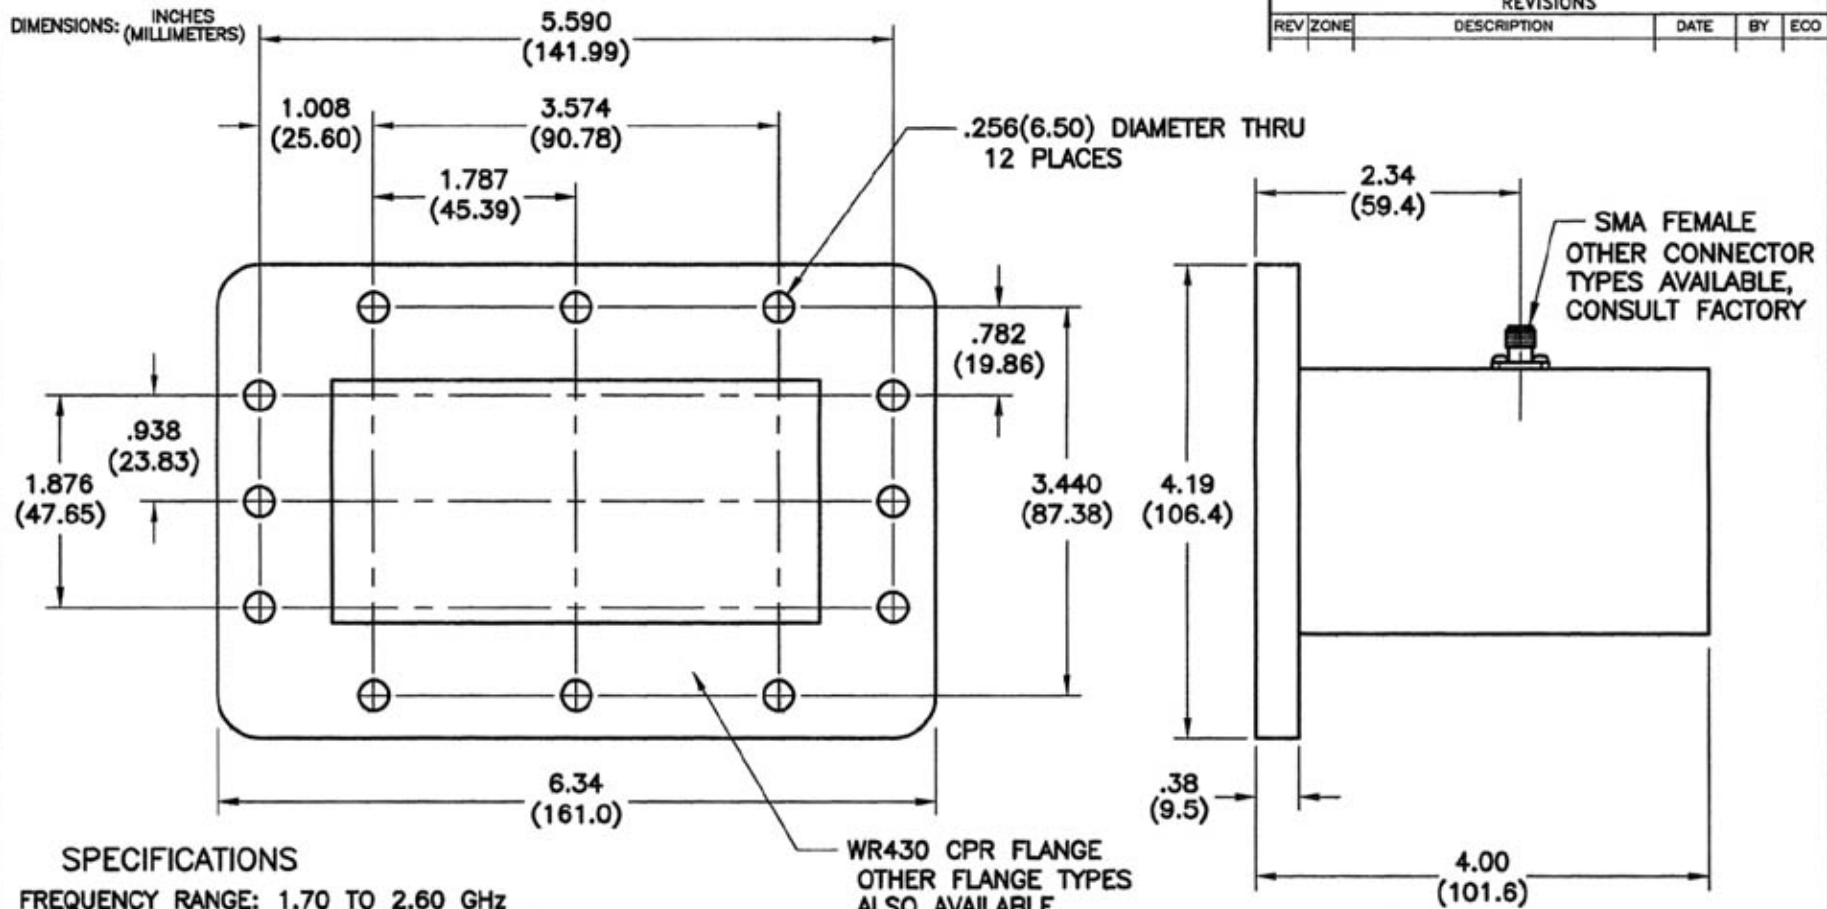 DIMENSIONS: INCHES
(MILLIMETERS)
REVISIONS
REV ZONE DESCRIPTION DATE BY ECO
5.590
(141.99)
1.008
(25.60)
3.574
(90.78)
1.787
(45.39)
.256(6.50) DIAMETER THRU
12 PLACES
2.34
(59.4)
SMA FEMALE
OTHER CONNECTOR
TYPES AVAILABLE,
CONSULT FACTORY
.782
(19.86)
.938
(23.83)
1.876
(47.65)
3.440
(87.38)
4.19
(106.4)
6.34
(161.0)
.38
(9.5)
4.00
(101.6)
WR430 CPR FLANGE
OTHER FLANGE TYPES
ALSO AVAILABLE
SPECIFICATIONS
FREQUENCY RANGE: 1.70 TO 2.60 GHz